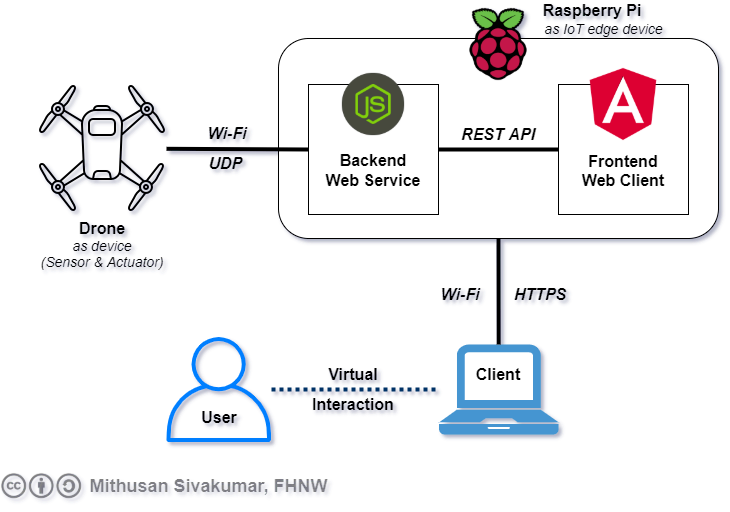 Raspberry Pi
as IoT edge device
JS
Wi-Fi
UDP
Backend
Web Service
REST API
A
Frontend
Web Client
Drone
as device
(Sensor & Actuator)
Wi-Fi
HTTPS
User
Virtual
Interaction
Client
cc
Mithusan Sivakumar, FHNW